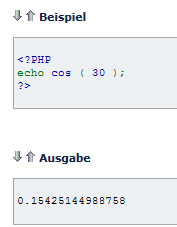 Beispiel
<?PHP
echo cos ( 30 );
?>
Ausgabe
0.15425144988758